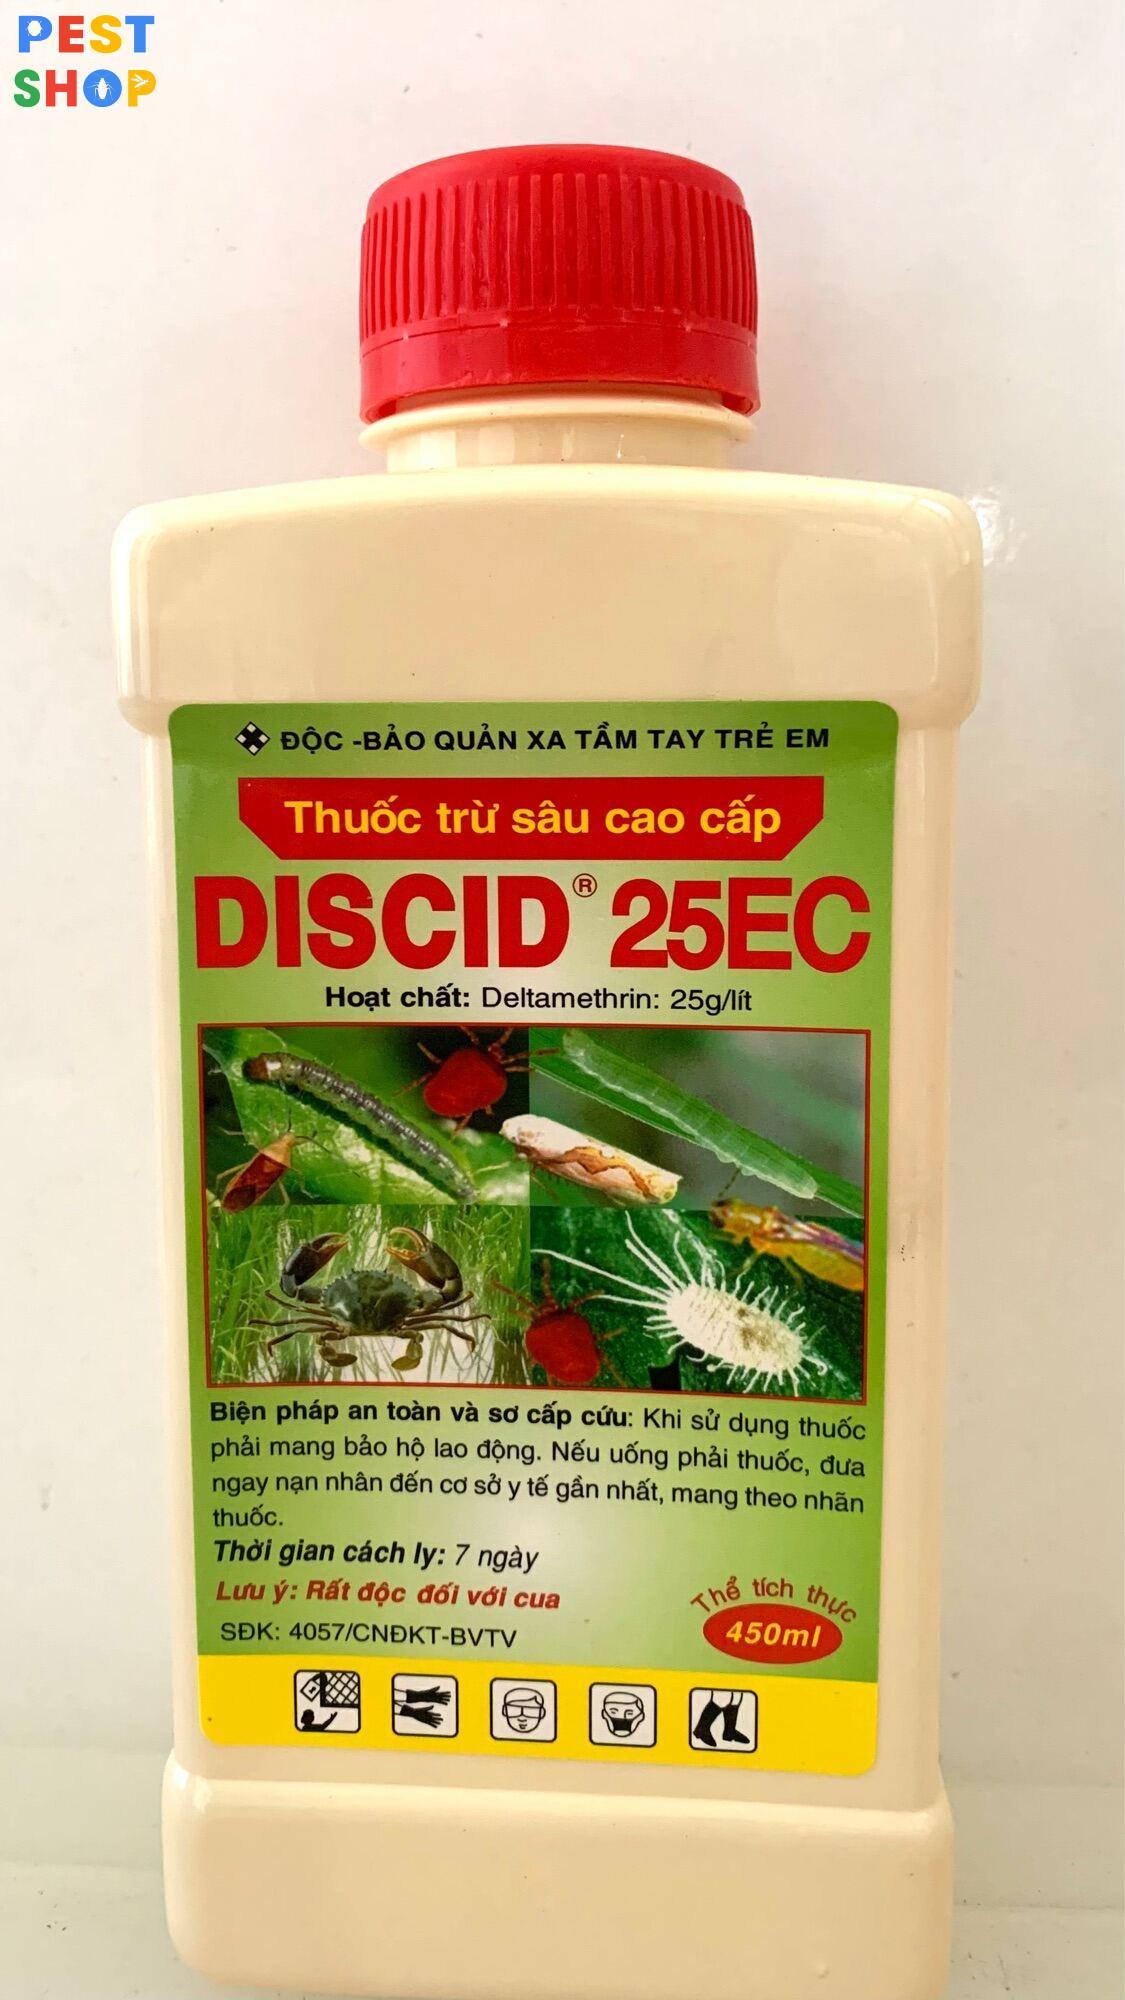 PEST
SHOP
ĐỘC -BẢO QUẢN XA TẦM TAY TRẺ EM
Thuốc trừ sâu cao cấp
DISCID® 25EC
Hoạt chất: Deltamethrin: 25g/lít
Biện pháp an toàn và sơ cấp cứu: Khi sử dụng thuốc
phải mang bảo hộ lao động. Nếu uống phải thuốc, đưa
ngay nạn nhân đến cơ sở y tế gần nhất, mang theo nhãn
thuốc.
Thời gian cách ly: 7 ngày
Lưu ý: Rất độc đối với cua
SĐK: 4057/CNĐKT-BVTV
Thể tích thực
450ml